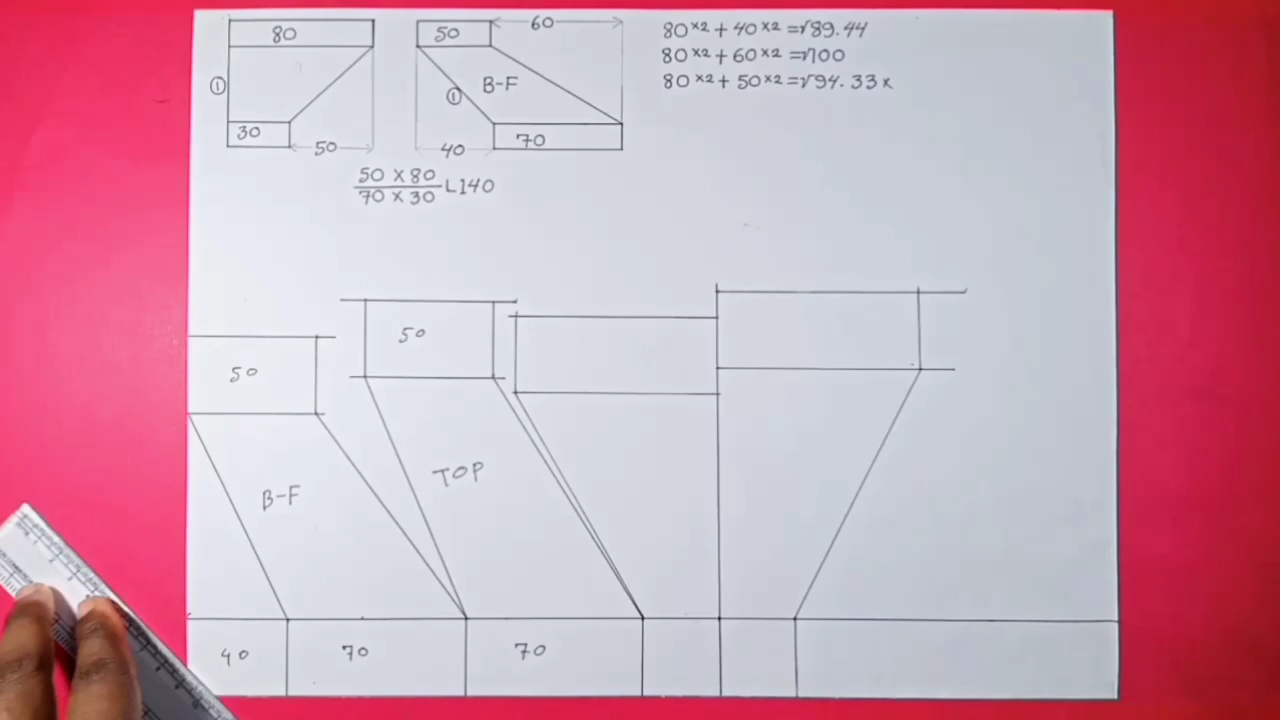 80
50
60
80ˣ² + 40ˣ² = √89.44
80ˣ² + 60ˣ² = √100
80ˣ² + 50ˣ² = √94.33 x
①
B-F
①
30
50
40
70
50 x 80
70 x 30
L140
50
50
TOP
B-F
40
70
70